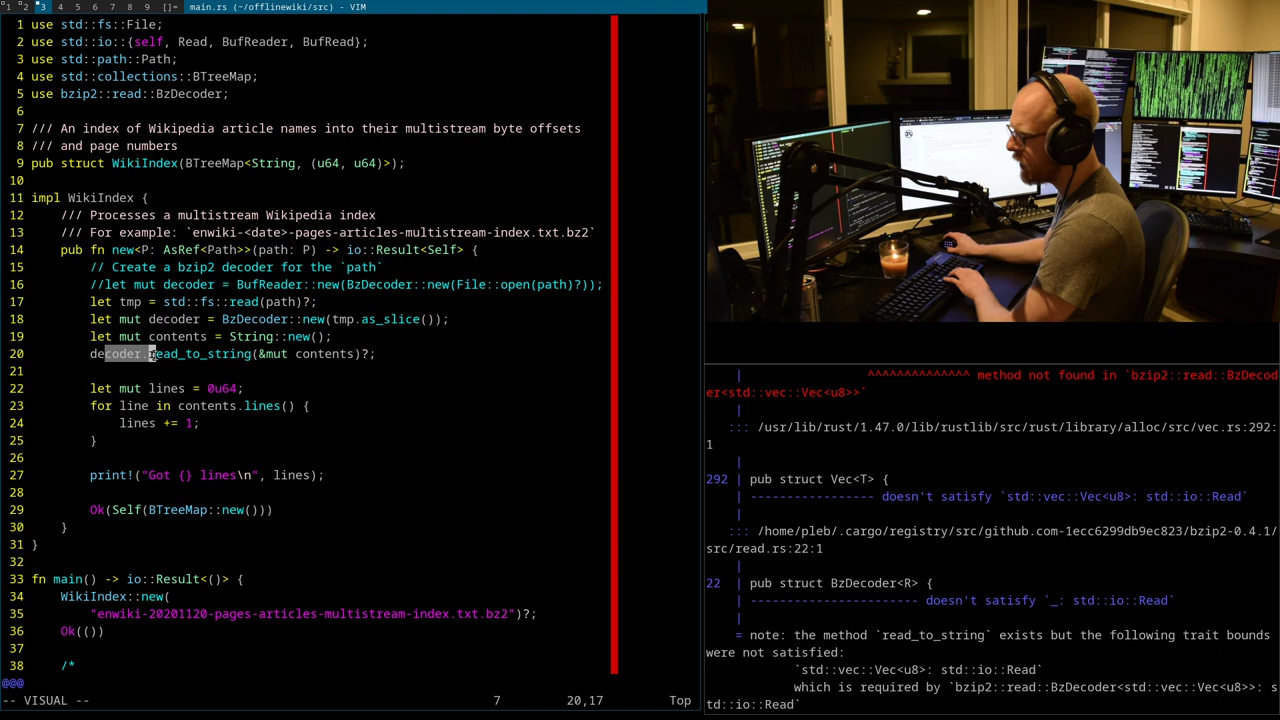 1 2 3 4 5 6 7 8 9 []= main.rs (~/offlinewiki/src) - VIM
1 use std::fs::File;
2 use std::io::{self, Read, BufReader, BufRead};
3 use std::path::Path;
4 use std::collections::BTreeMap;
5 use bzip2::read::BzDecoder;
6
7 /// An index of Wikipedia article names into their multistream byte offsets
8 /// and page numbers
9 pub struct WikiIndex(BTreeMap<String, (u64, u64)>);
10
11 impl WikiIndex {
12 /// Processes a multistream Wikipedia index
13 /// For example: `enwiki-<date>-pages-articles-multistream-index.txt.bz2`
14 pub fn new<P: AsRef<Path>>(path: P) -> io::Result<Self> {
15 // Create a bzip2 decoder for the `path`
16 //let mut decoder = BufReader::new(BzDecoder::new(File::open(path)?));
17 let tmp = std::fs::read(path)?;
18 let mut decoder = BzDecoder::new(tmp.as_slice());
19 let mut contents = String::new();
20 decoder.read_to_string(&mut contents)?;
21
22 let mut lines = 0u64;
23 for line in contents.lines() {
24 lines += 1;
25 }
26
27 print!("Got {} lines\n", lines);
28
29 Ok(Self(BTreeMap::new()))
30 }
31 }
32
33 fn main() -> io::Result<()> {
34 WikiIndex::new(
35 "enwiki-20201120-pages-articles-multistream-index.txt.bz2")?;
36 Ok(())
37
38 /*
@@@
-- VISUAL -- 7 20,17 Top
| ^^^^^^^^^^^^^^ method not found in `bzip2::read::BzDecod
er<std::vec::Vec<u8>>`
|
::: /usr/lib/rust/1.47.0/lib/rustlib/src/rust/library/alloc/src/vec.rs:292:
1
|
292 | pub struct Vec<T> {
| ---------------- doesn't satisfy `std::vec::Vec<u8>: std::io::Read`
|
::: /home/pleb/.cargo/registry/src/github.com-1ecc6299db9ec823/bzip2-0.4.1/
src/read.rs:22:1
|
22 | pub struct BzDecoder<R> {
| ----------------------- doesn't satisfy `_: std::io::Read`
|
= note: the method `read_to_string` exists but the following trait bounds
were not satisfied:
`std::vec::Vec<u8>: std::io::Read`
which is required by `bzip2::read::BzDecoder<std::vec::Vec<u8>>: s
td::io::Read`